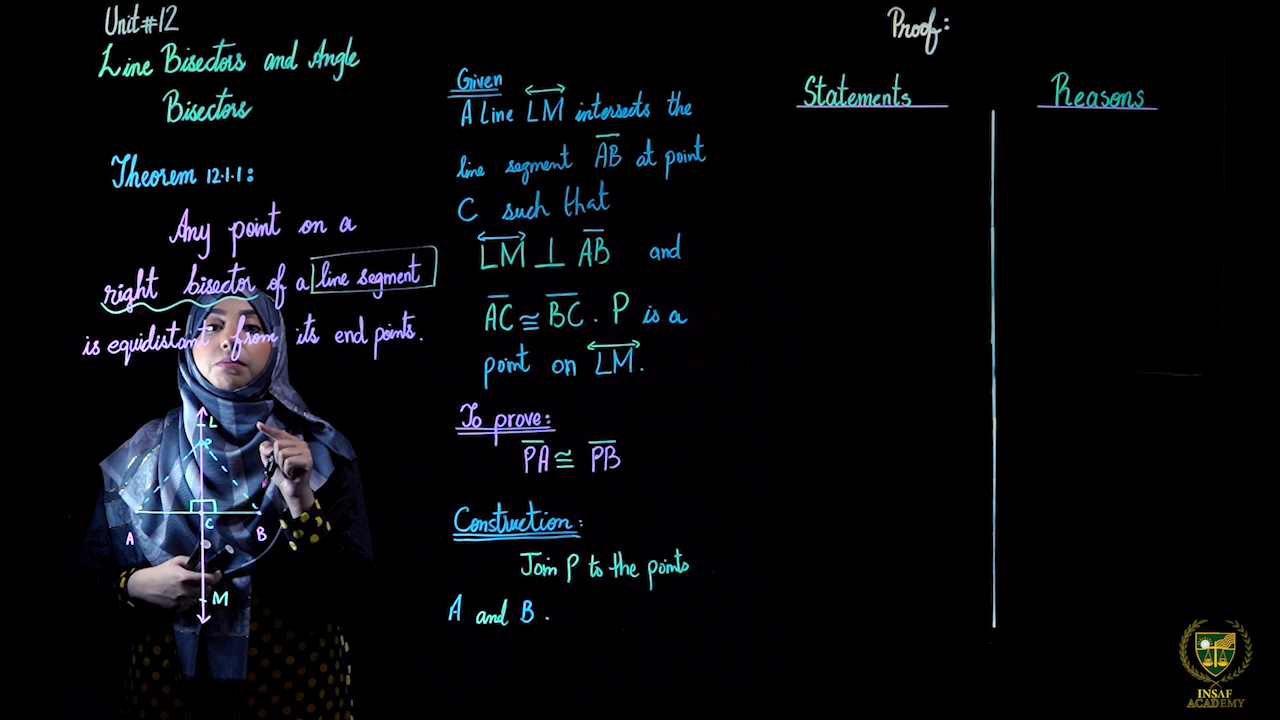 Unit#12
Line Bisectors and Angle
Bisectors
Theorem 12.1.1:
Any point on a
right bisector of a line segment
is equidistant from its end points.
L
P
C
A
B
M
Given
A line LM intersects the
line segment AB at point
C such that
LM ⊥ AB and
AC ≅ BC. P is a
point on LM.
To prove:
PA ≅ PB
Construction:
Join P to the points
A and B.
Proof:
Statements
Reasons
INSAF
ACADEMY